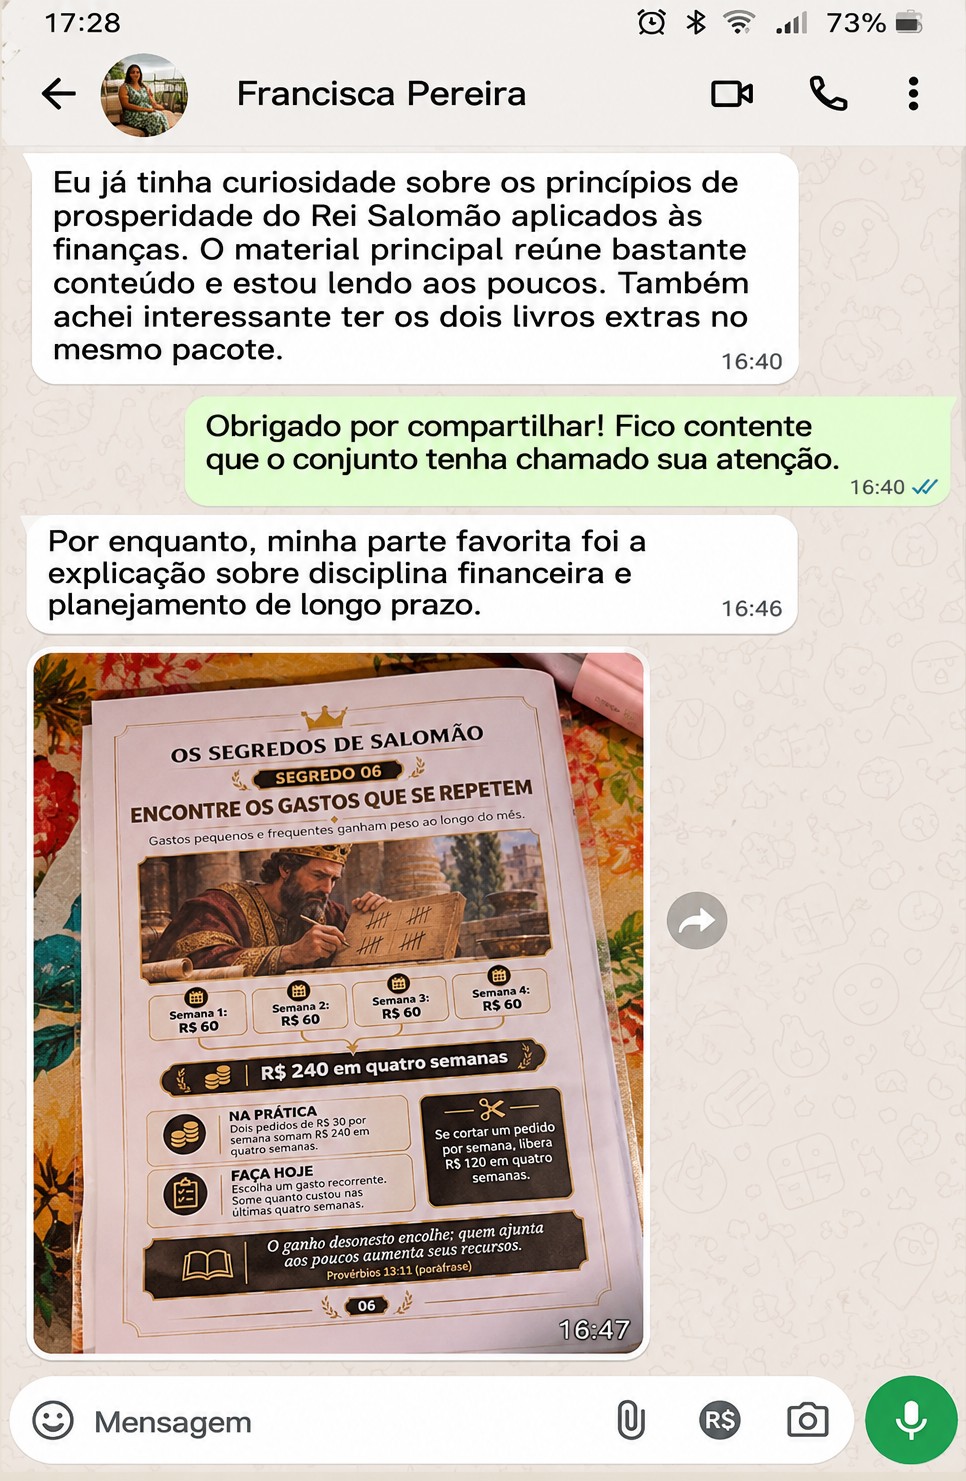 17:28
73%
Francisca Pereira
Eu já tinha curiosidade sobre os princípios de
prosperidade do Rei Salomão aplicados às
finanças. O material principal reúne bastante
conteúdo e estou lendo aos poucos. Também
achei interessante ter os dois livros extras no
mesmo pacote.
16:40
Obrigado por compartilhar! Fico contente
que o conjunto tenha chamado sua atenção.
16:40
Por enquanto, minha parte favorita foi a
explicação sobre disciplina financeira e
planejamento de longo prazo.
16:46
OS SEGREDOS DE SALOMÃO
SEGREDO 06
ENCONTRE OS GASTOS QUE SE REPETEM
Gastos pequenos e frequentes ganham peso ao longo do mês.
Semana 1:
R$ 60
Semana 2:
R$ 60
Semana 3:
R$ 60
Semana 4:
R$ 60
R$ 240 em quatro semanas
NA PRÁTICA
Dois pedidos de R$ 30 por
semana somam R$ 240 em
quatro semanas.
FAÇA HOJE
Escolha um gasto recorrente.
Some quanto custou nas
últimas quatro semanas.
Se cortar um pedido
por semana, libera
R$ 120 em quatro
semanas.
O ganho desonesto encolhe; quem ajunta
aos poucos aumenta seus recursos.
Provérbios 13:11 (paráfrase)
06
16:47
Mensagem
R$